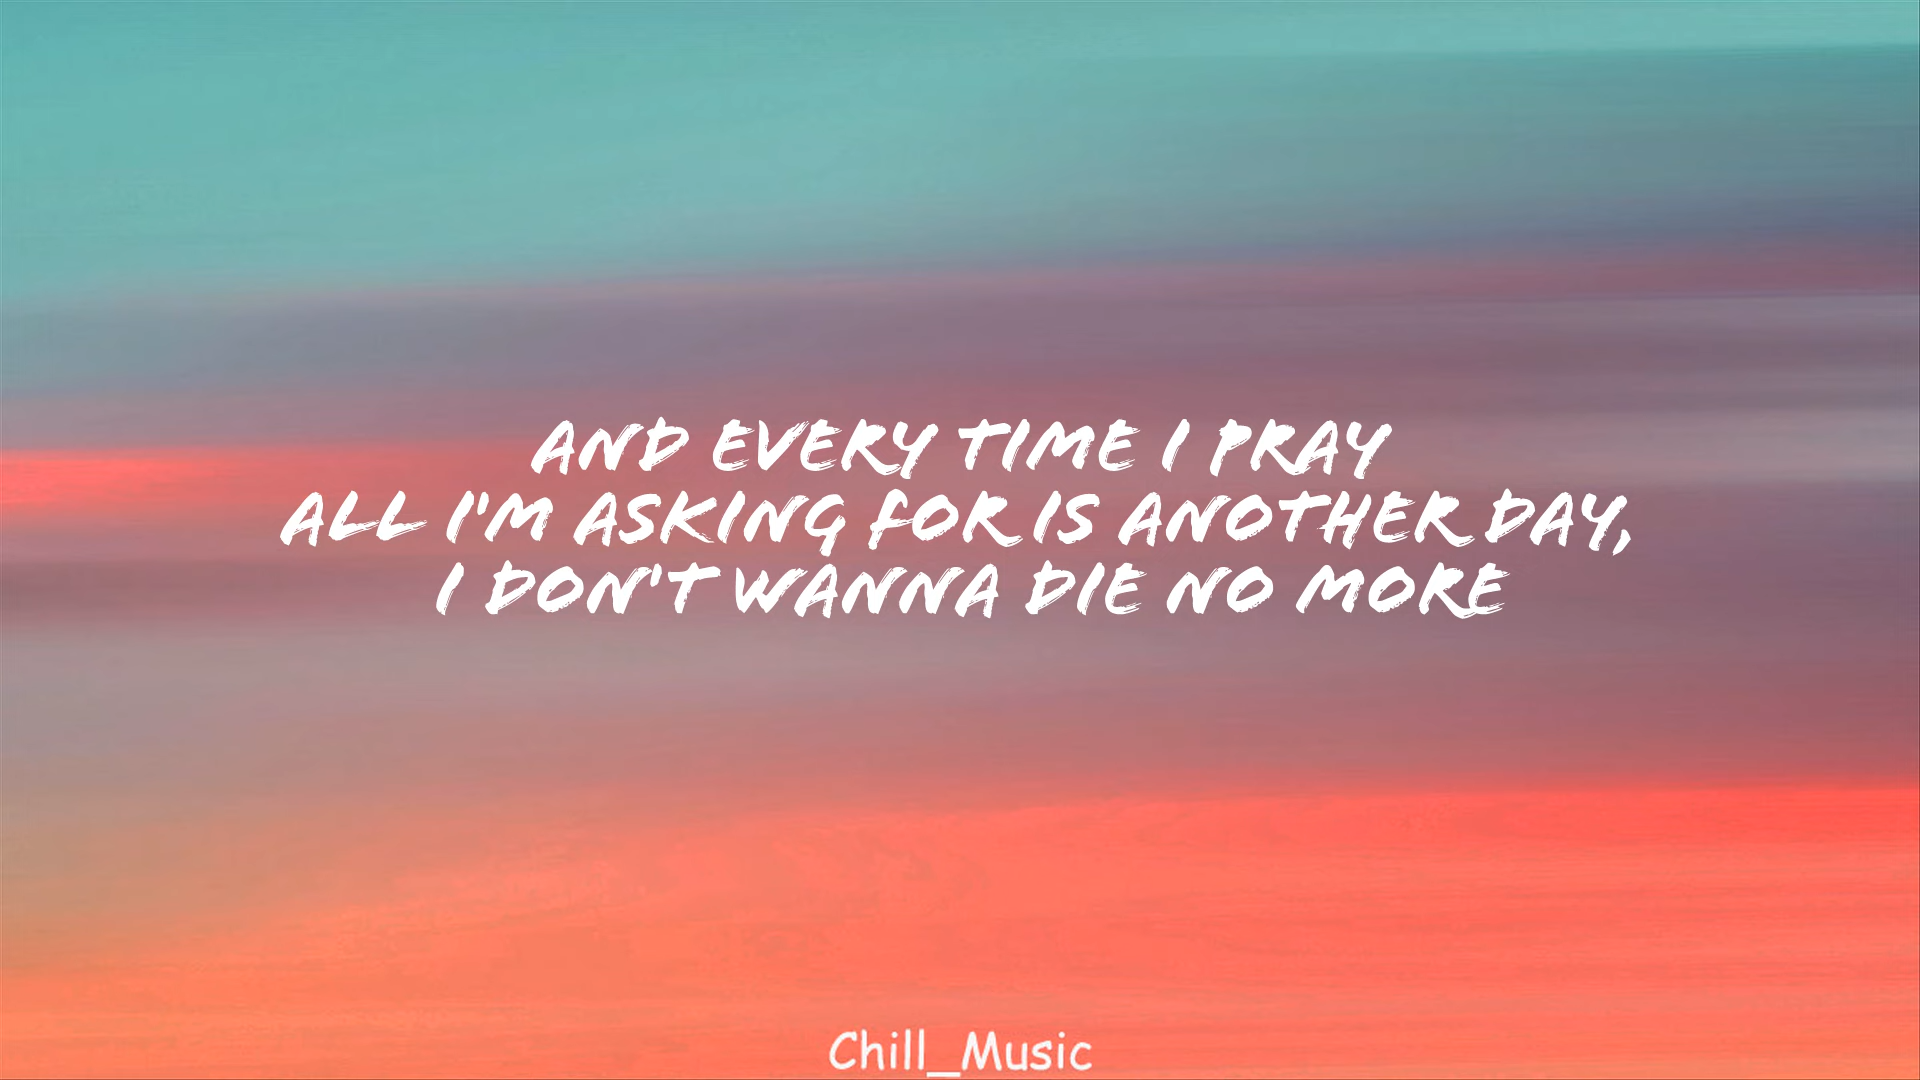 AND EVERY TIME I PRAY
ALL I'M ASKING FOR IS ANOTHER DAY,
I DON'T WANNA DIE NO MORE
Chill_Music